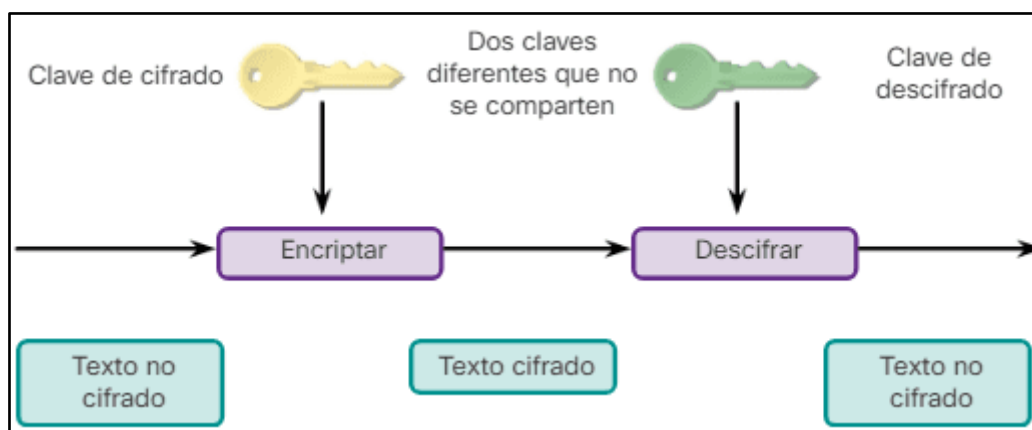 Clave de cifrado
Dos claves
diferentes que no
se comparten
Clave de
descifrado
Encriptar
Descifrar
Texto no
cifrado
Texto cifrado
Texto no
cifrado